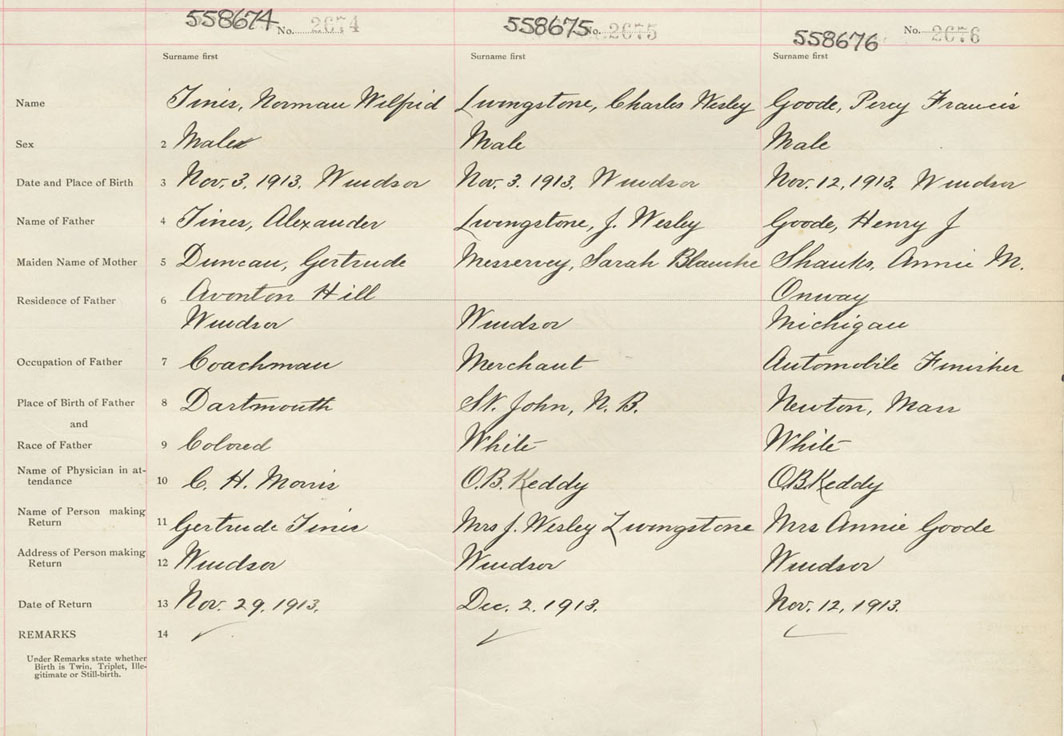 558674 No. 2674 558675 No. 2675 558676 No. 2676
Surname first Surname first Surname first
Name Tines, Norman Wilfrid Livingstone, Charles Wesley Goode, Percy Francis
Sex 2 Male Male Male
Date and Place of Birth 3 Nov. 3. 1913. Windsor Nov. 3. 1913. Windsor Nov. 12, 1913. Windsor
Name of Father 4 Tines, Alexander Livingstone, J. Wesley Goode, Henry J
Maiden Name of Mother 5 Duncan, Gertrude Messervey, Sarah Blanche Shanks, Annie M.
Residence of Father 6 Avonton Hill Onway
Windsor Windsor Michigan
Occupation of Father 7 Coachman Merchant Automobile Finisher
Place of Birth of Father 8 Dartmouth St. John, N. B. Newton, Mass
and
Race of Father 9 Colored White White
Name of Physician in at-
tendance 10 C. H. Morris O.B. Keddy O.B. Keddy
Name of Person making
Return 11 Gertrude Tines Mrs J. Wesley Livingstone Mrs Annie Goode
Address of Person making
Return 12 Windsor Windsor Windsor
Date of Return 13 Nov. 29. 1913. Dec. 2. 1913. Nov. 12, 1913.
REMARKS 14
Under Remarks state whether
Birth is Twin, Triplet, Ille-
gitimate or Still-birth.